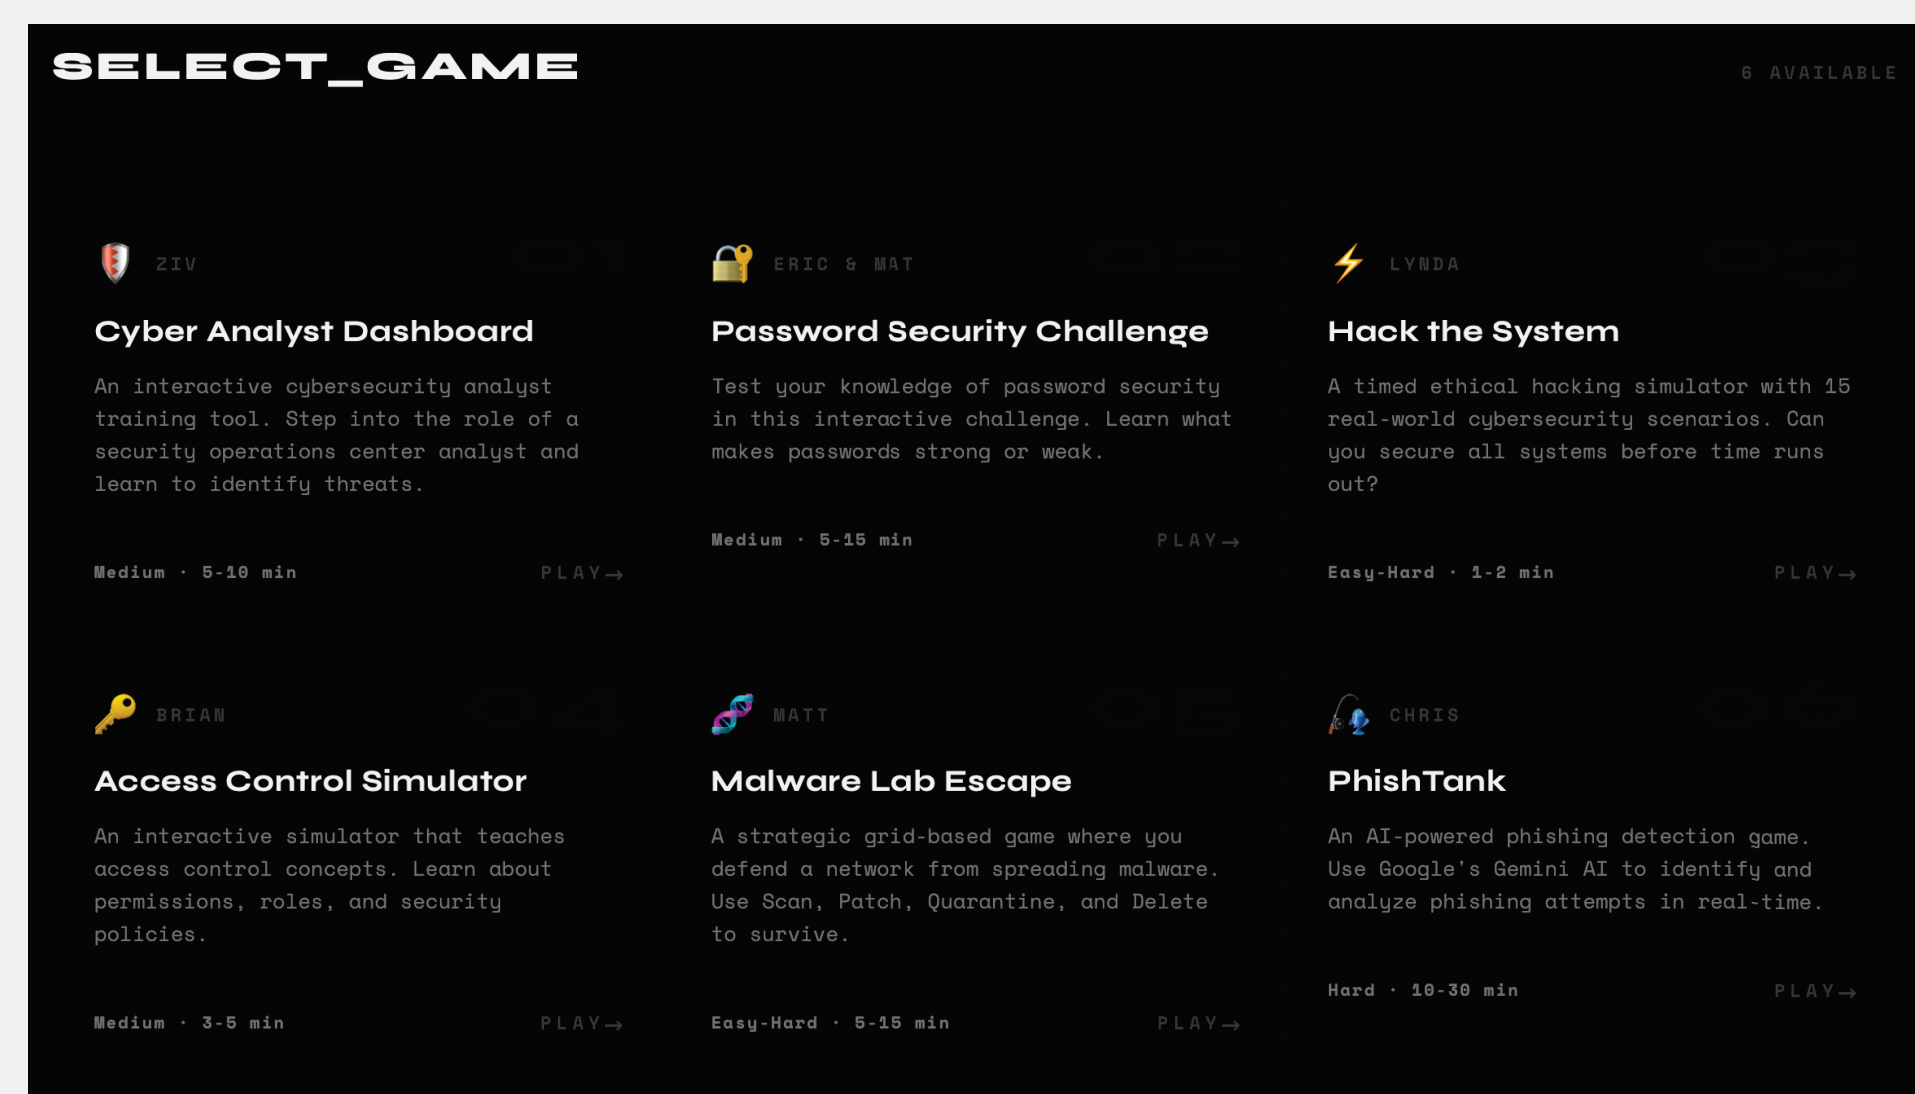 SELECT_GAME
6 AVAILABLE
ZIV
Cyber Analyst Dashboard
An interactive cybersecurity analyst
training tool. Step into the role of a
security operations center analyst and
learn to identify threats.
Medium · 5-10 min
PLAY→
ERIC & MAT
Password Security Challenge
Test your knowledge of password security
in this interactive challenge. Learn what
makes passwords strong or weak.
Medium · 5-15 min
PLAY→
LYNDA
Hack the System
A timed ethical hacking simulator with 15
real-world cybersecurity scenarios. Can
you secure all systems before time runs
out?
Easy-Hard · 1-2 min
PLAY→
BRIAN
Access Control Simulator
An interactive simulator that teaches
access control concepts. Learn about
permissions, roles, and security
policies.
Medium · 3-5 min
PLAY→
MATT
Malware Lab Escape
A strategic grid-based game where you
defend a network from spreading malware.
Use Scan, Patch, Quarantine, and Delete
to survive.
Easy-Hard · 5-15 min
PLAY→
CHRIS
PhishTank
An AI-powered phishing detection game.
Use Google's Gemini AI to identify and
analyze phishing attempts in real-time.
Hard · 10-30 min
PLAY→